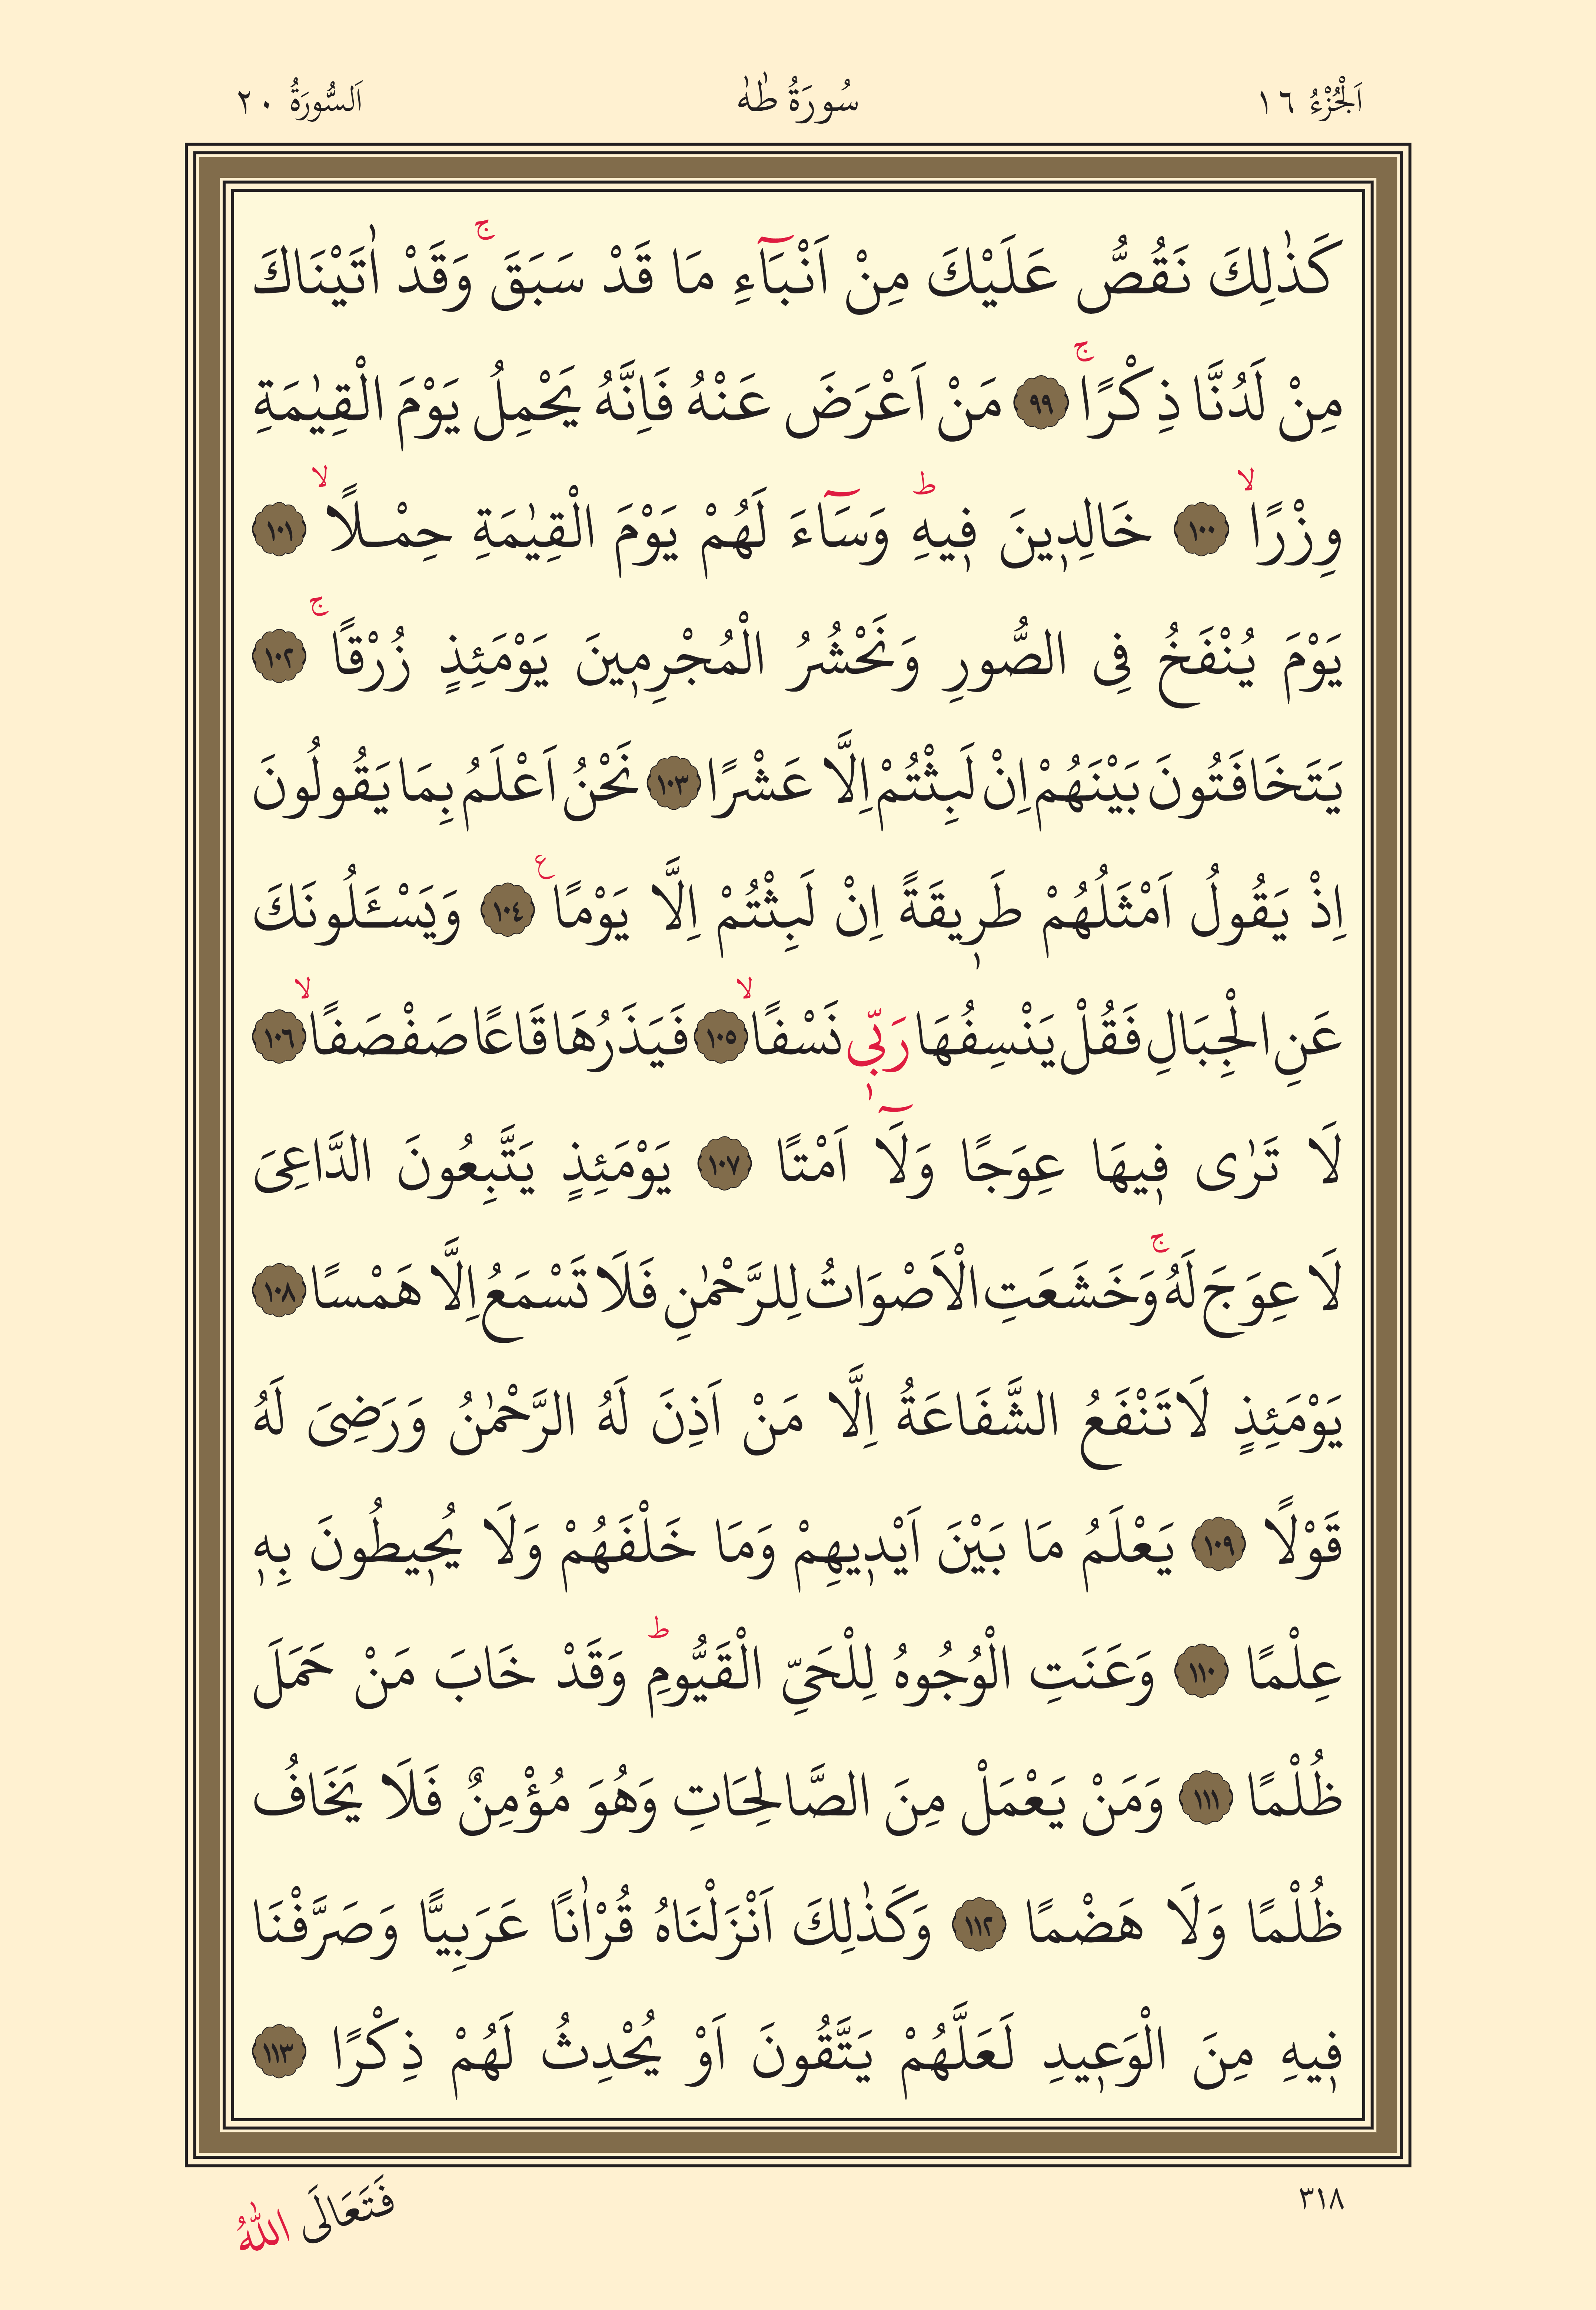 اَلْجُزْءُ ١٦
سُورَةُ طٰهٰ
اَلسُّورَةُ ٢٠
كَذٰلِكَ نَقُصُّ عَلَيْكَ مِنْ اَنْبَٓاءِ مَا قَدْ سَبَقَۚ وَقَدْ اٰتَيْنَاكَ
مِنْ لَدُنَّا ذِكْرًاۚ ٩٩ مَنْ اَعْرَضَ عَنْهُ فَاِنَّهُ يَحْمِلُ يَوْمَ الْقِيٰمَةِ
وِزْرًاۙ ١٠٠ خَالِد۪ينَ ف۪يهِۜ وَسَٓاءَ لَهُمْ يَوْمَ الْقِيٰمَةِ حِمْـلًاۙ ١٠١
يَوْمَ يُنْفَخُ فِى الصُّورِ وَنَحْشُرُ الْمُجْرِم۪ينَ يَوْمَئِذٍ زُرْقًاۚ ١٠٢
يَتَخَافَتُونَ بَيْنَهُمْ اِنْ لَبِثْتُمْ اِلَّا عَشْرًا ١٠٣ نَحْنُ اَعْلَمُ بِمَا يَقُولُونَ
اِذْ يَقُولُ اَمْثَلُهُمْ طَر۪يقَةً اِنْ لَبِثْتُمْ اِلَّا يَوْمًا ع ١٠٤ وَيَسْـَٔلُونَكَ
عَنِ الْجِبَالِ فَقُلْ يَنْسِفُهَا رَبّ۪ى نَسْفًاۙ ١٠٥ فَيَذَرُهَا قَاعًا صَفْصَفًاۙ ١٠٦
لَا تَرٰى ف۪يهَا عِوَجًا وَلَٓا اَمْتًا ١٠٧ يَوْمَئِذٍ يَتَّبِعُونَ الدَّاعِىَ
لَا عِوَجَ لَهُۚ وَخَشَعَتِ الْاَصْوَاتُ لِلرَّحْمٰنِ فَلَا تَسْمَعُ اِلَّا هَمْسًا ١٠٨
يَوْمَئِذٍ لَا تَنْفَعُ الشَّفَاعَةُ اِلَّا مَنْ اَذِنَ لَهُ الرَّحْمٰنُ وَرَضِىَ لَهُ
قَوْلًا ١٠٩ يَعْلَمُ مَا بَيْنَ اَيْد۪يهِمْ وَمَا خَلْفَهُمْ وَلَا يُح۪يطُونَ بِه۪
عِلْمًا ١١٠ وَعَنَتِ الْوُجُوهُ لِلْحَىِّ الْقَيُّومِۜ وَقَدْ خَابَ مَنْ حَمَلَ
ظُلْمًا ١١١ وَمَنْ يَعْمَلْ مِنَ الصَّالِحَاتِ وَهُوَ مُؤْمِنٌ فَلَا يَخَافُ
ظُلْمًا وَلَا هَضْمًا ١١٢ وَكَذٰلِكَ اَنْزَلْنَاهُ قُرْاٰنًا عَرَبِيًّا وَصَرَّفْنَا
ف۪يهِ مِنَ الْوَع۪يدِ لَعَلَّهُمْ يَتَّقُونَ اَوْ يُحْدِثُ لَهُمْ ذِكْرًا ١١٣
٣١٨
فَتَعَالَى اللّٰهُ